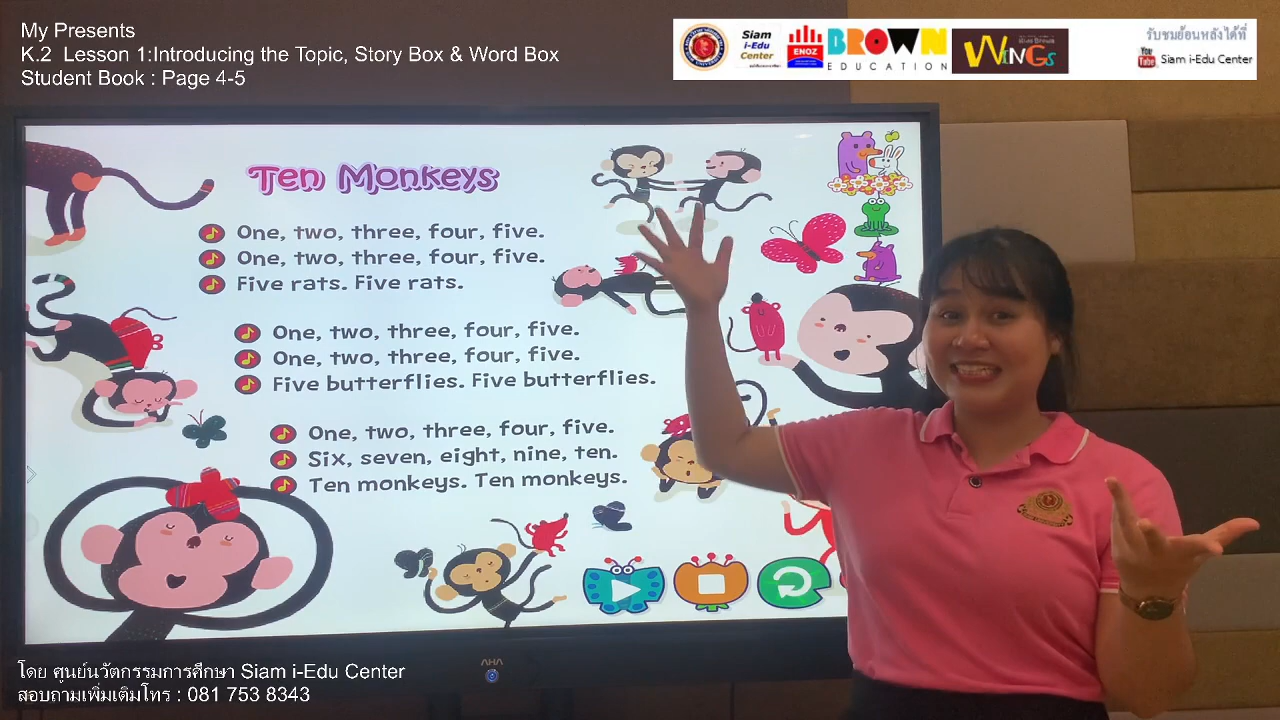 My Presents
K.2 Lesson 1:Introducing the Topic, Story Box & Word Box
Student Book : Page 4-5
Siam
i-Edu
Center
ENOZ
BROWN
EDUCATION
WiNGs
รับชมย้อนหลังได้ที่
You
Tube
Siam i-Edu Center
Ten Monkeys
One, two, three, four, five.
One, two, three, four, five.
Five rats. Five rats.
One, two, three, four, five.
One, two, three, four, five.
Five butterflies. Five butterflies.
One, two, three, four, five.
Six, seven, eight, nine, ten.
Ten monkeys. Ten monkeys.
AHA
โดย ศูนย์นวัตกรรมการศึกษา Siam i-Edu Center
สอบถามเพิ่มเติมโทร : 081 753 8343